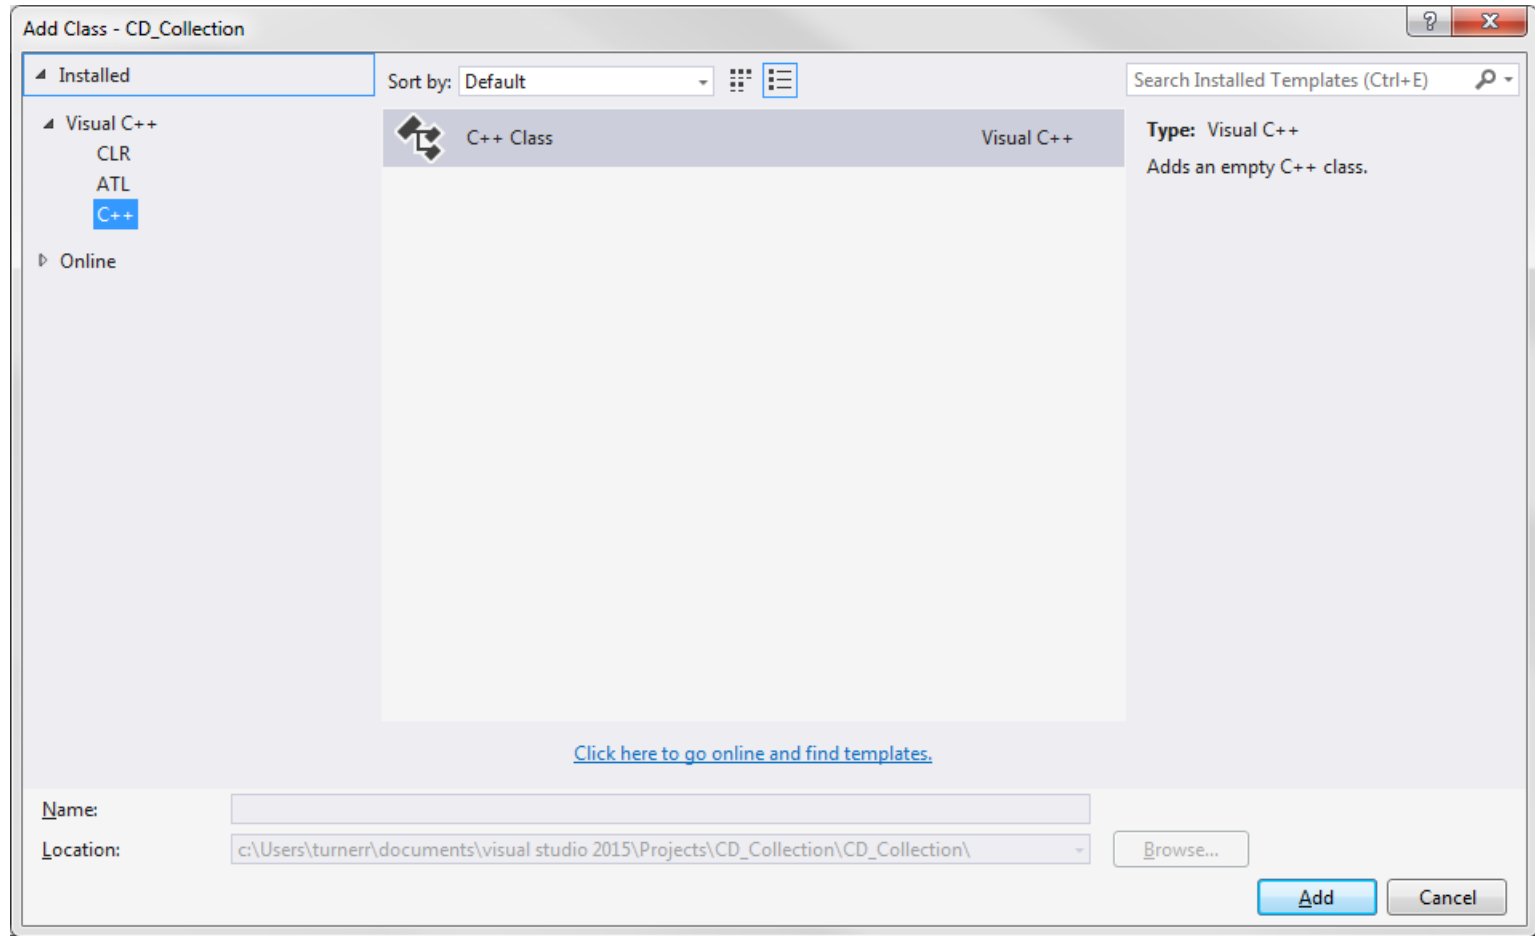 Add Class - CD_Collection
?
Installed
Sort by: Default
Search Installed Templates (Ctrl+E)
Visual C++
CLR
ATL
C++
Online
C++ Class Visual C++
Type: Visual C++
Adds an empty C++ class.
Click here to go online and find templates.
Name:
Location: c:\Users\turnerr\documents\visual studio 2015\Projects\CD_Collection\CD_Collection\
Browse...
Add Cancel